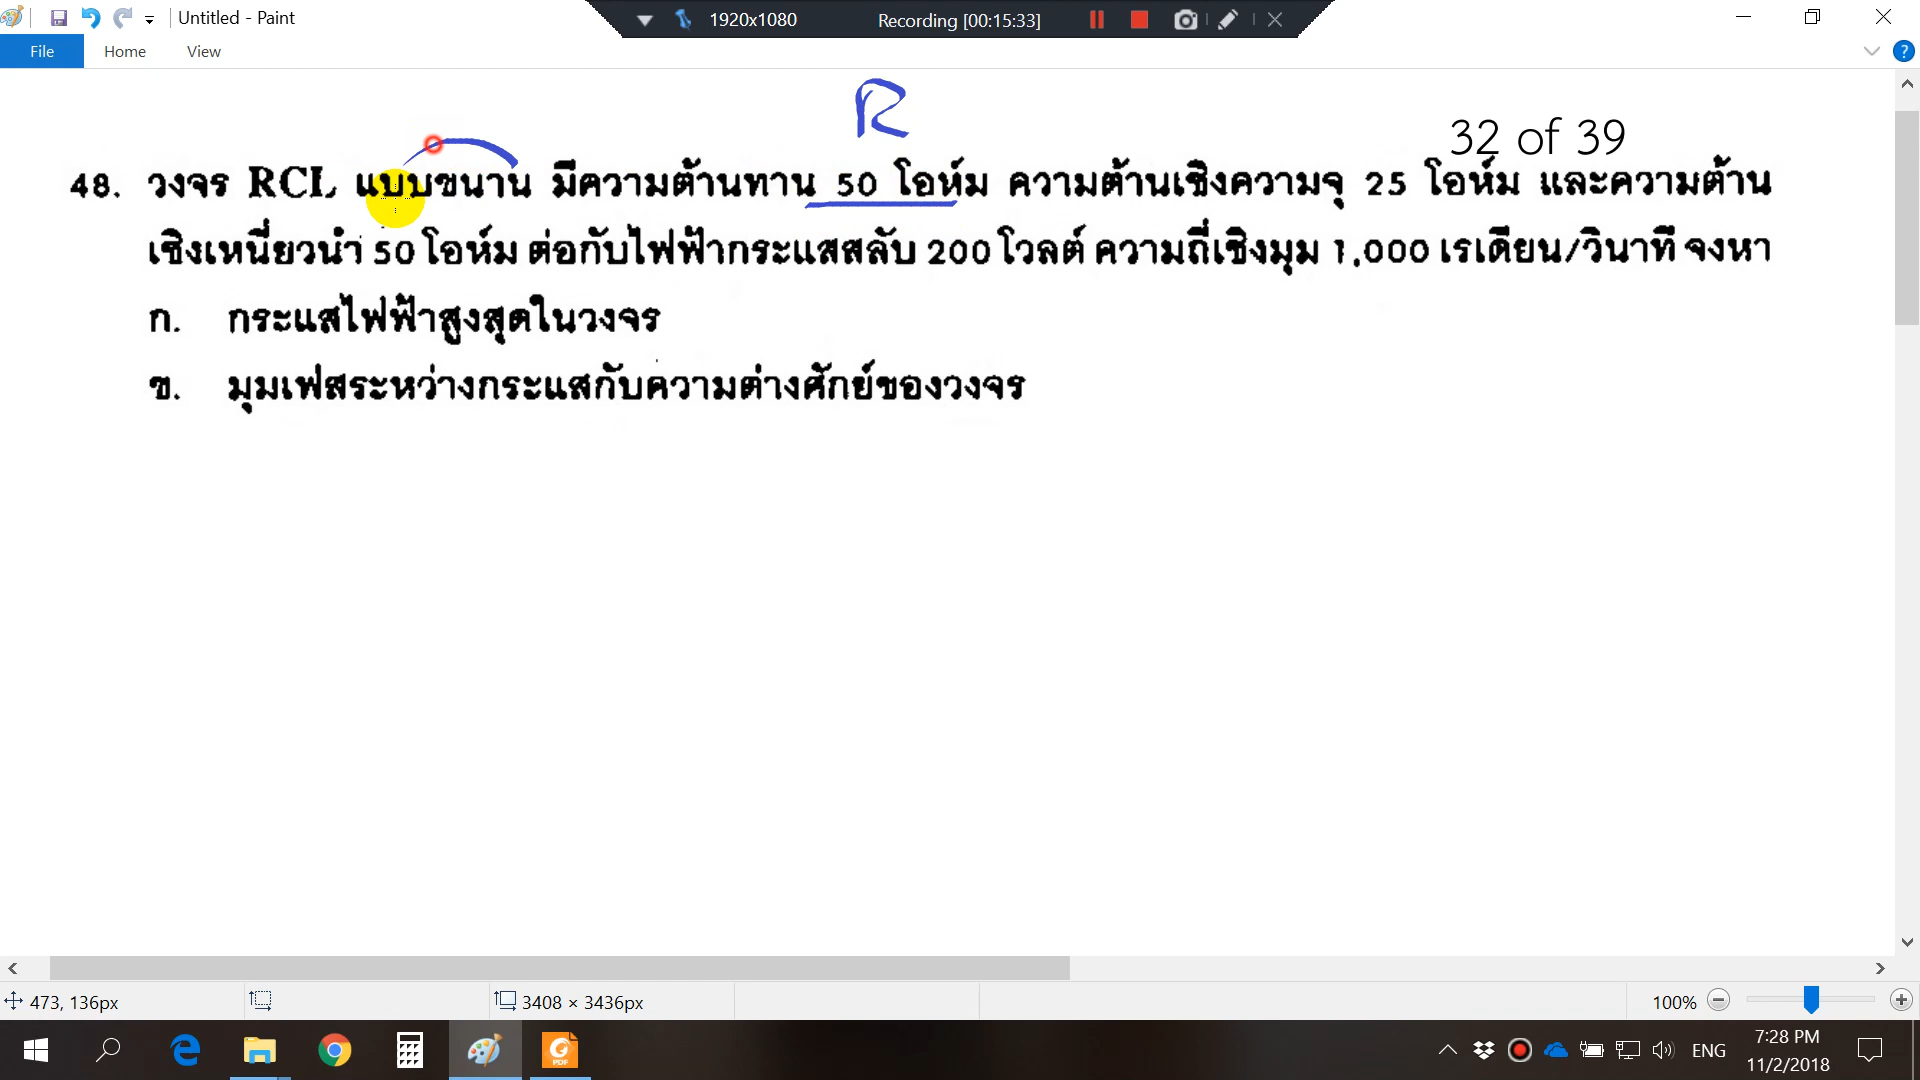 Untitled - Paint
1920x1080
Recording [00:15:33]
File
Home
View
R
32 of 39
48. วงจร RCL แบบขนาน มีความต้านทาน 50 โอห์ม ความต้านเชิงความจุ 25 โอห์ม และความต้าน
เชิงเหนี่ยวนำ 50 โอห์ม ต่อกับไฟฟ้ากระแสสลับ 200 โวลต์ ความถี่เชิงมุม 1,000 เรเดียน/วินาที จงหา
ก. กระแสไฟฟ้าสูงสุดในวงจร
ข. มุมเฟสระหว่างกระแสกับความต่างศักย์ของวงจร
473, 136px
3408 × 3436px
100%
PDF
ENG
7:28 PM
11/2/2018